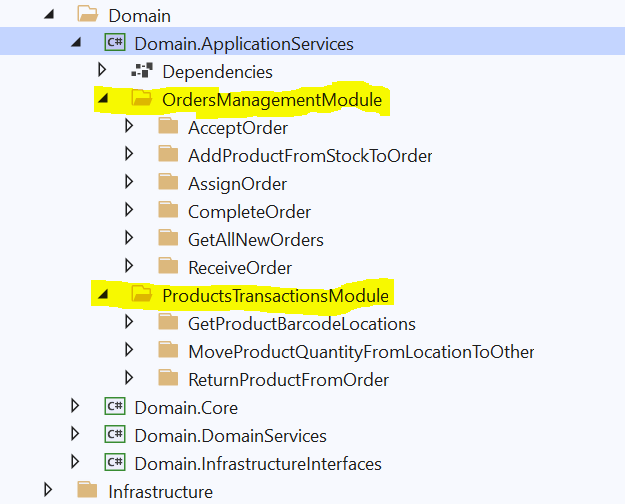 Domain
C# Domain.ApplicationServices
Dependencies
OrdersManagementModule
AcceptOrder
AddProductFromStockToOrder
AssignOrder
CompleteOrder
GetAllNewOrders
ReceiveOrder
ProductsTransactionsModule
GetProductBarcodeLocations
MoveProductQuantityFromLocationToOther
ReturnProductFromOrder
C# Domain.Core
C# Domain.DomainServices
C# Domain.InfrastructureInterfaces
Infrastructure